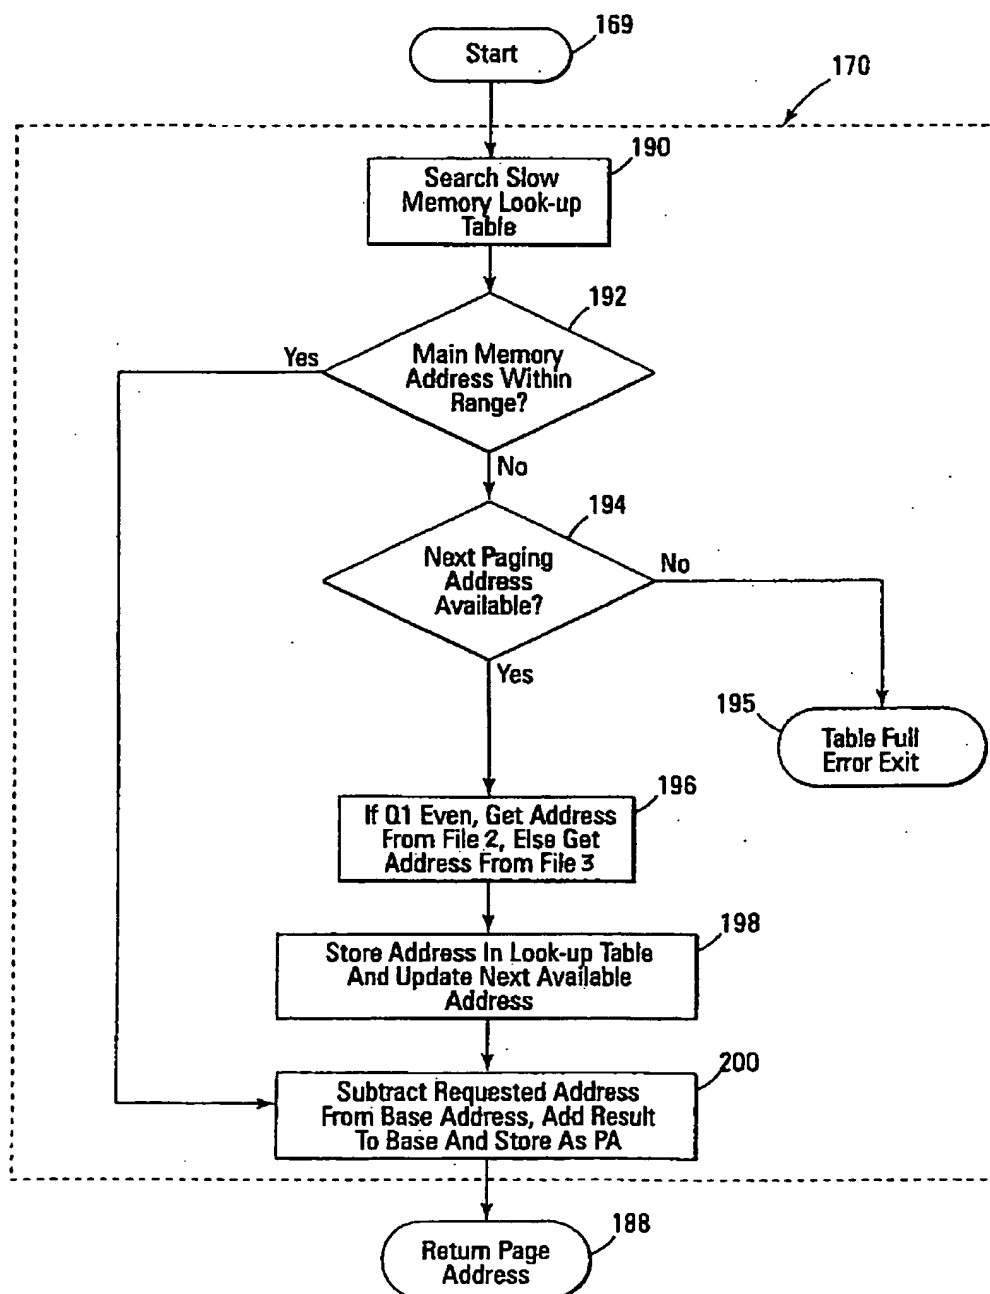 169
Start
170
190
Search Slow
Memory Look-up
Table
192
Yes
Main Memory
Address Within
Range?
No
194
Next Paging
Address
Available?
No
Yes
195
Table Full
Error Exit
196
If Q1 Even, Get Address
From File 2, Else Get
Address From File 3
198
Store Address In Look-up Table
And Update Next Available
Address
200
Subtract Requested Address
From Base Address, Add Result
To Base And Store As PA
188
Return Page
Address